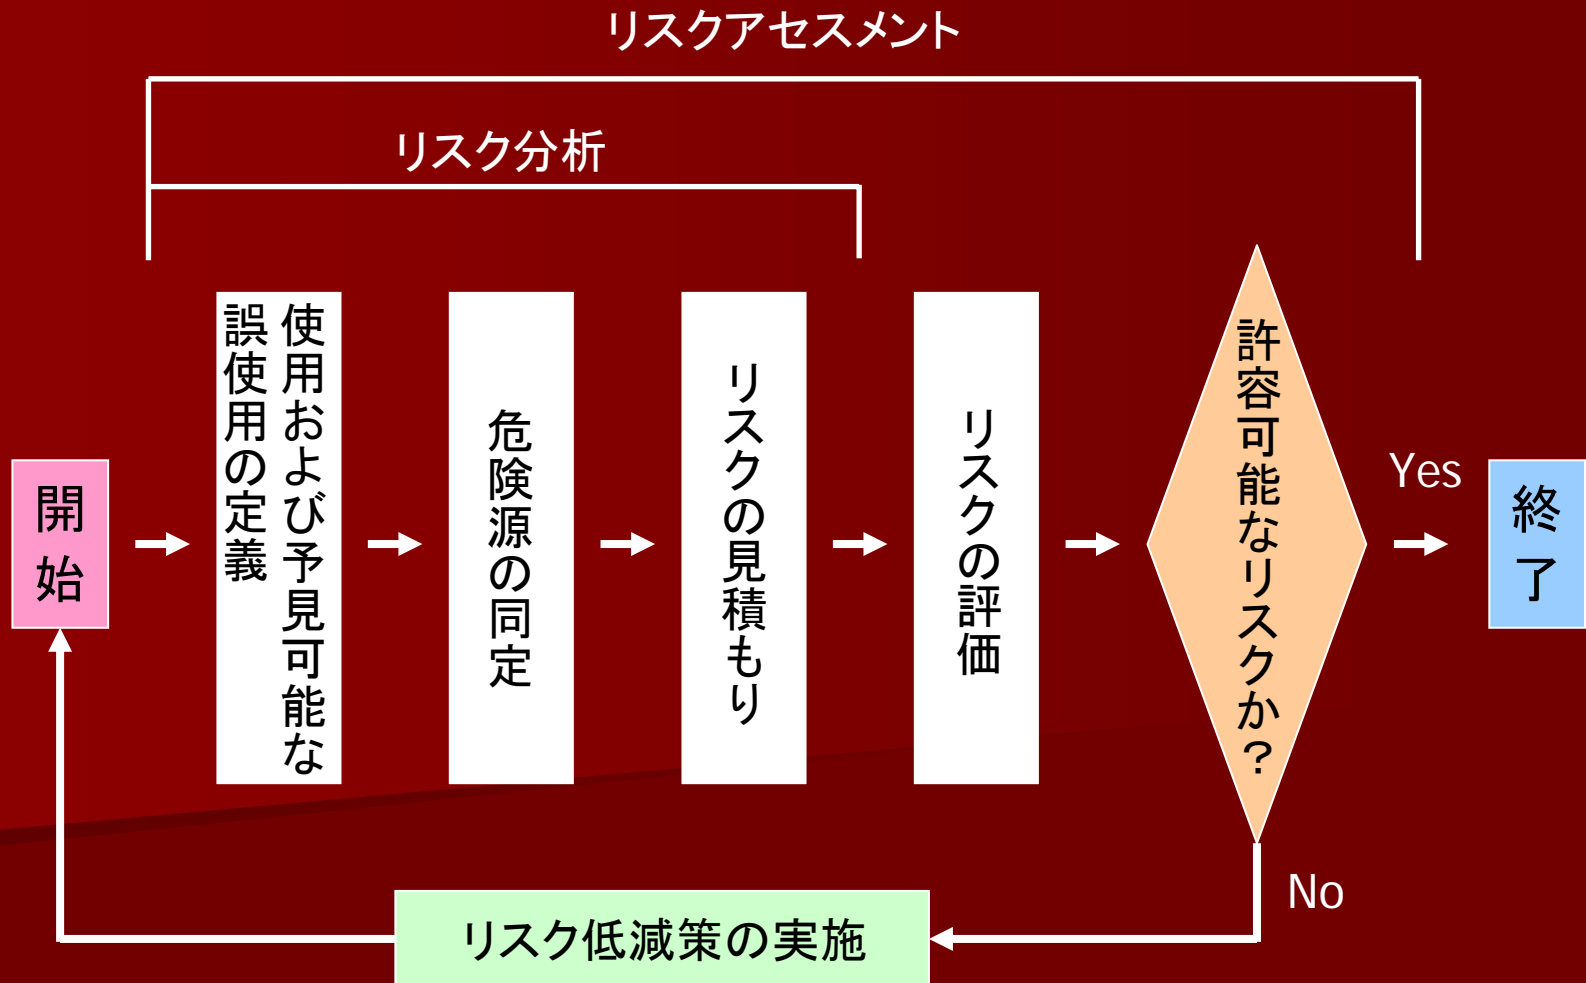 リスクアセスメント
リスク分析
開
始
使用および予見可能な
誤使用の定義
危険源の同定
リスクの見積もり
リスクの評価
許容可能なリスクか？
Yes
終
了
No
リスク低減策の実施